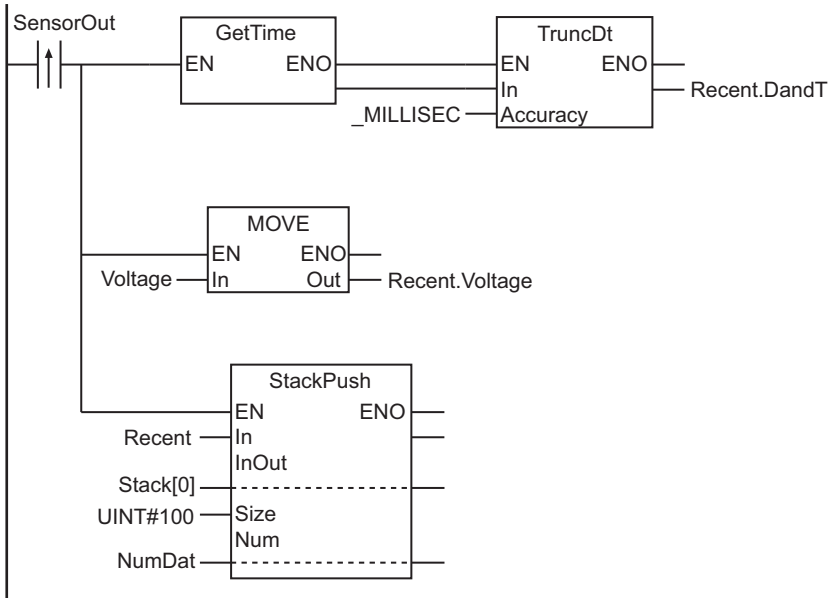 SensorOut
GetTime
EN ENO
TruncDt
EN ENO
In
Recent.DandT
_MILLISEC
Accuracy
MOVE
EN ENO
Voltage
In Out
Recent.Voltage
StackPush
EN ENO
Recent
In
InOut
Stack[0]
UINT#100
Size
Num
NumDat